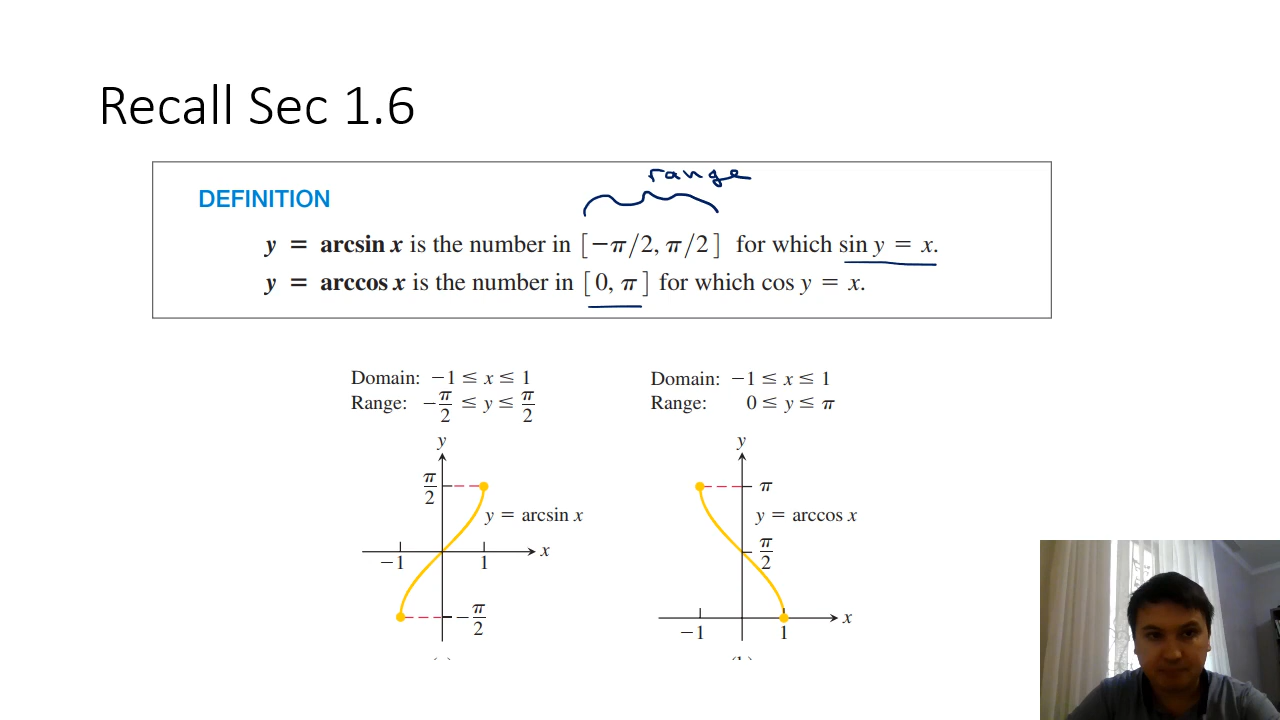 Recall Sec 1.6
range
DEFINITION
y = arcsin x is the number in [−π/2, π/2] for which sin y = x.
y = arccos x is the number in [0, π] for which cos y = x.
Domain: −1 ≤ x ≤ 1
Range: −π/2 ≤ y ≤ π/2
y
π/2
y = arcsin x
−1
1
x
−π/2
Domain: −1 ≤ x ≤ 1
Range: 0 ≤ y ≤ π
y
π
y = arccos x
π/2
−1
1
x